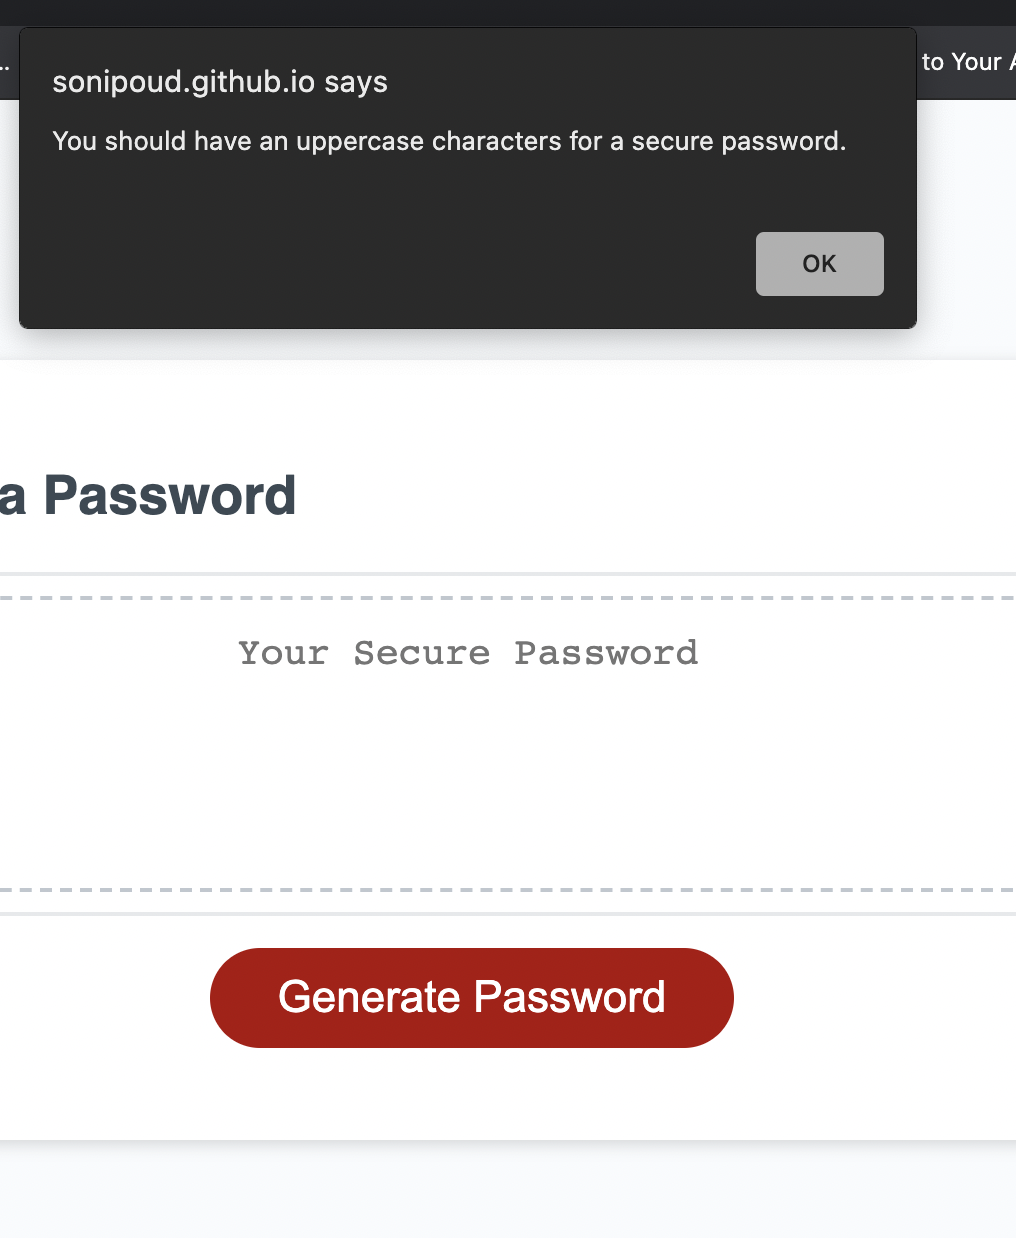 ..
to Your A
sonipoud.github.io says
You should have an uppercase characters for a secure password.
OK
a Password
Your Secure Password
Generate Password